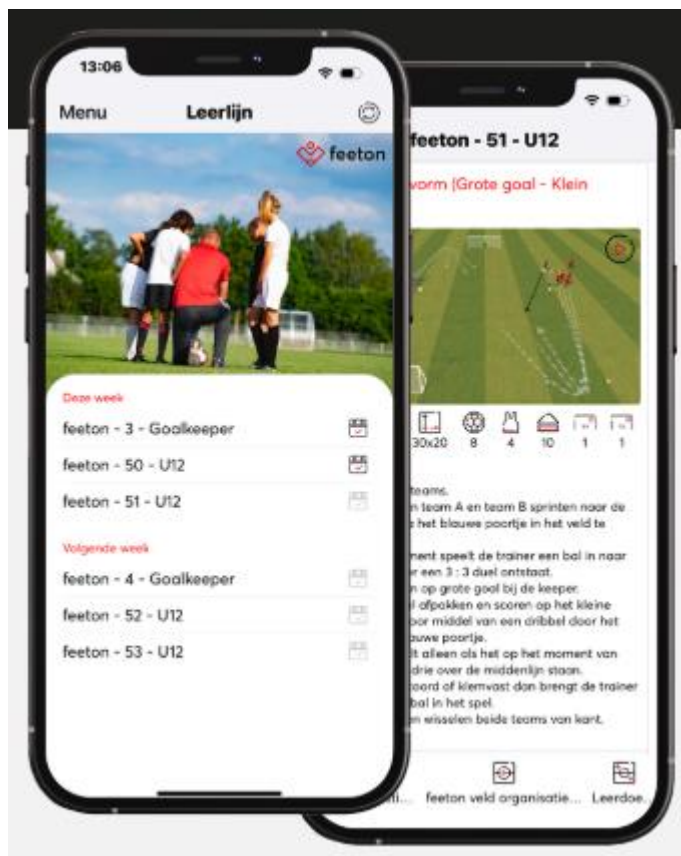 13:06
Menu
Leerlijn
feeton
Deze week
feeton - 3 - Goalkeeper
feeton - 50 - U12
feeton - 51 - U12
Volgende week
feeton - 4 - Goalkeeper
feeton - 52 - U12
feeton - 53 - U12
feeton - 51 - U12
vorm (Grote goal - Klein
30x20 8 4 10 1 1
teams.
n team A en team B sprinten naar de
het blauwe poortje in het veld te
ment speelt de trainer een bal in naar
r een 3 : 3 duel ontstaat.
n op grote goal bij de keeper.
l afpakken en scoren op het kleine
oor middel van een dribbel door het
auwe poortje.
lt alleen als het op het moment van
drie over de middenlijn staan.
oord of klemvast dan brengt de trainer
bal in het spel.
en wisselen beide teams van kant.
feeton veld organisatie...
Leerdoe